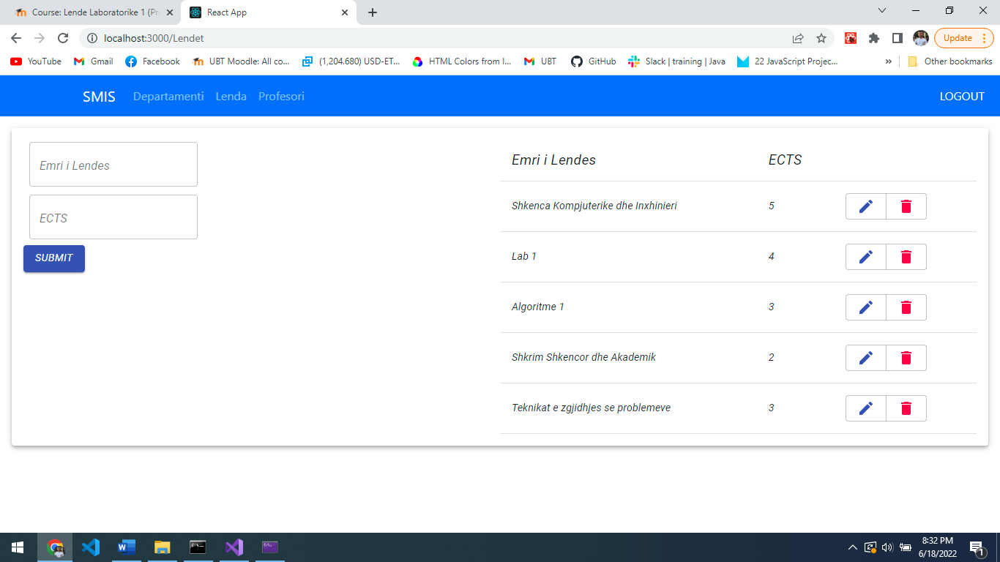 Course: Lende Laboratorike 1 (Pr
React App
localhost:3000/Lendet
Update
YouTube
Gmail
Facebook
UBT Moodle: All co...
(1,204.680) USD-ET...
HTML Colors from I...
UBT
GitHub
Slack | training | Java
22 JavaScript Projec...
»
Other bookmarks
SMIS Departamenti Lenda Profesori LOGOUT
Emri i Lendes
ECTS
SUBMIT
Emri i Lendes ECTS
Shkenca Kompjuterike dhe Inxhinieri 5
Lab 1 4
Algoritme 1 3
Shkrim Shkencor dhe Akademik 2
Teknikat e zgjidhjes se problemeve 3
8:32 PM
6/18/2022
1